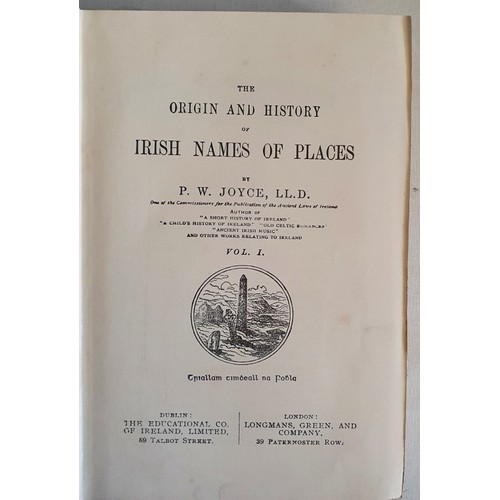 THE
ORIGIN AND HISTORY
OF
IRISH NAMES OF PLACES
BY
P. W. JOYCE, LL.D.
One of the Commissioners for the Publication of the Ancient Laws of Ireland
AUTHOR OF
"A SHORT HISTORY OF IRELAND"
"A CHILD'S HISTORY OF IRELAND" "OLD CELTIC ROMANCES"
"ANCIENT IRISH MUSIC"
AND OTHER WORKS RELATING TO IRELAND
VOL. I.
Triallam timcheall na Fodla
DUBLIN:
THE EDUCATIONAL CO.
OF IRELAND, LIMITED,
89 TALBOT STREET.
LONDON:
LONGMANS, GREEN, AND
COMPANY,
39 PATERNOSTER ROW.